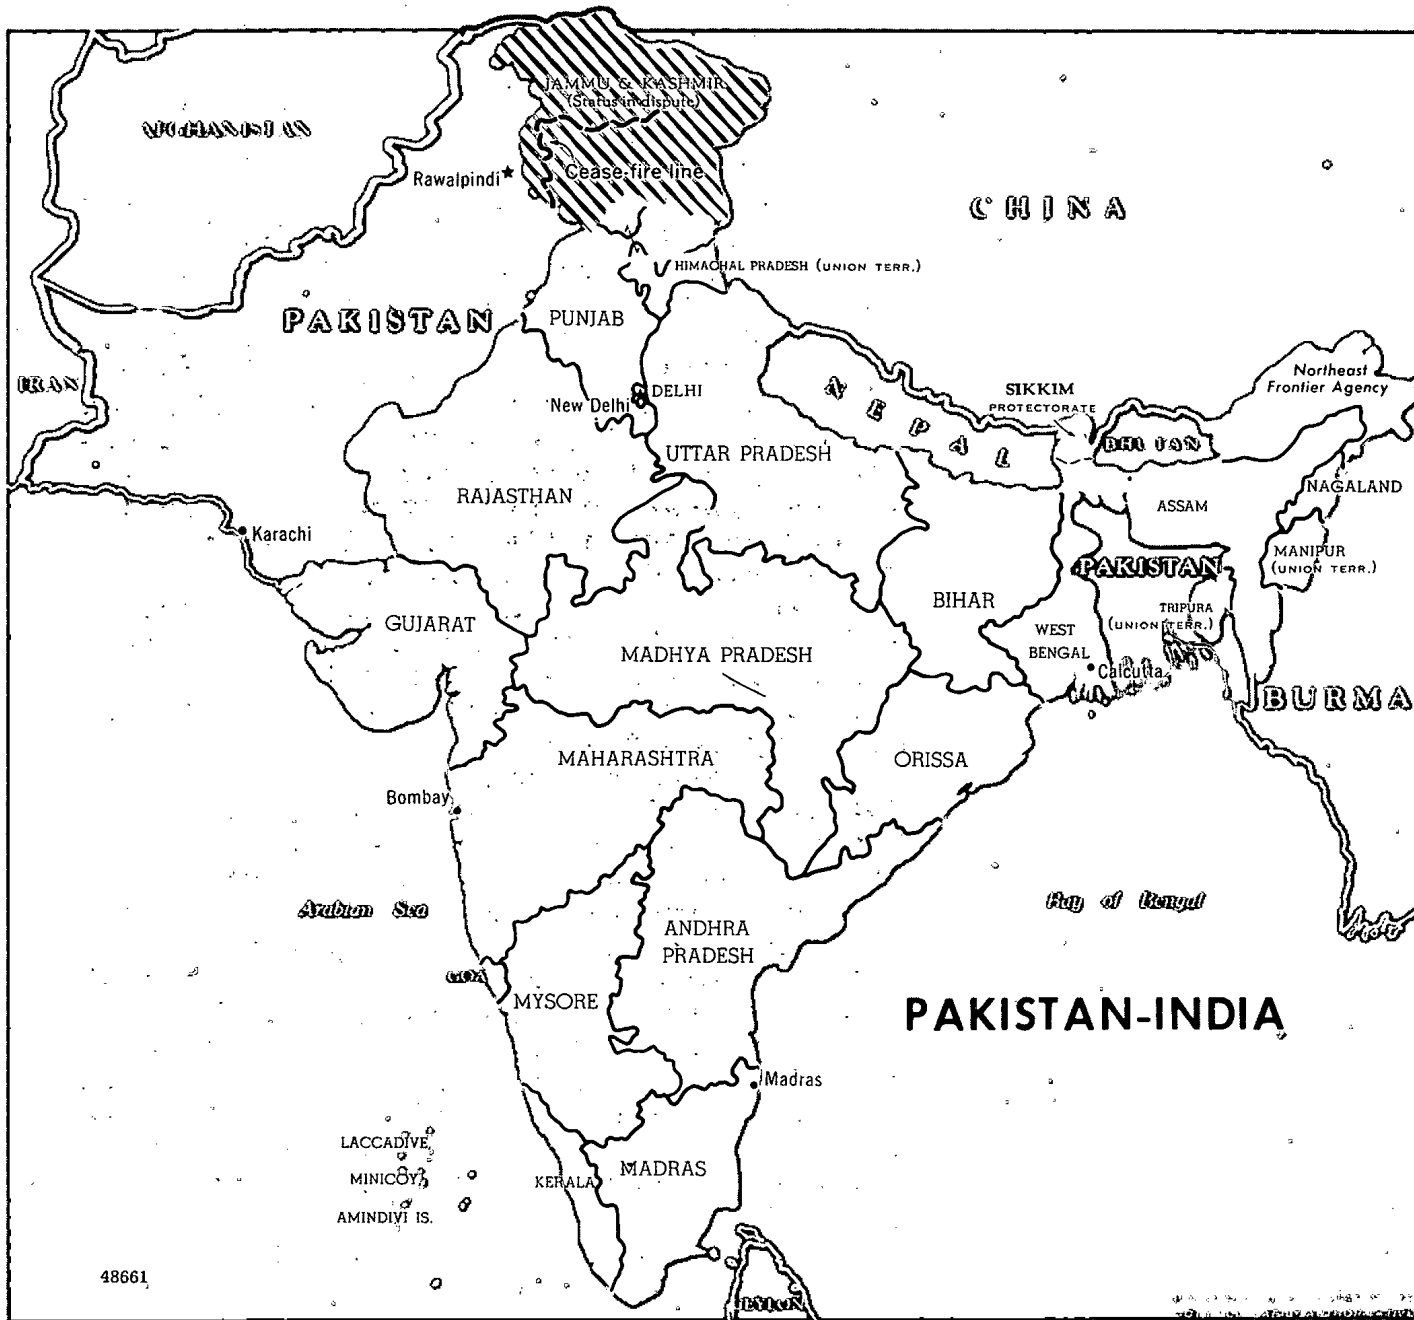 JAMMU & KASHMIR
(Status in dispute)
AFGHANISTAN
Rawalpindi
Cease-fire line
CHINA
HIMACHAL PRADESH (UNION TERR.)
PAKISTAN
PUNJAB
IRAN
DELHI
New Delhi
NEPAL
SIKKIM
PROTECTORATE
Northeast
Frontier Agency
BHUTAN
UTTAR PRADESH
RAJASTHAN
NAGALAND
ASSAM
Karachi
MANIPUR
(UNION TERR.)
PAKISTAN
BIHAR
TRIPURA
(UNION TERR.)
GUJARAT
WEST
BENGAL
MADHYA PRADESH
Calcutta
BURMA
MAHARASHTRA
ORISSA
Bombay
Arabian Sea
Bay of Bengal
ANDHRA
PRADESH
GOA
MYSORE
PAKISTAN-INDIA
Madras
LACCADIVE,
MINICOY,
AMINDIVI IS.
KERALA
MADRAS
48661
CEYLON